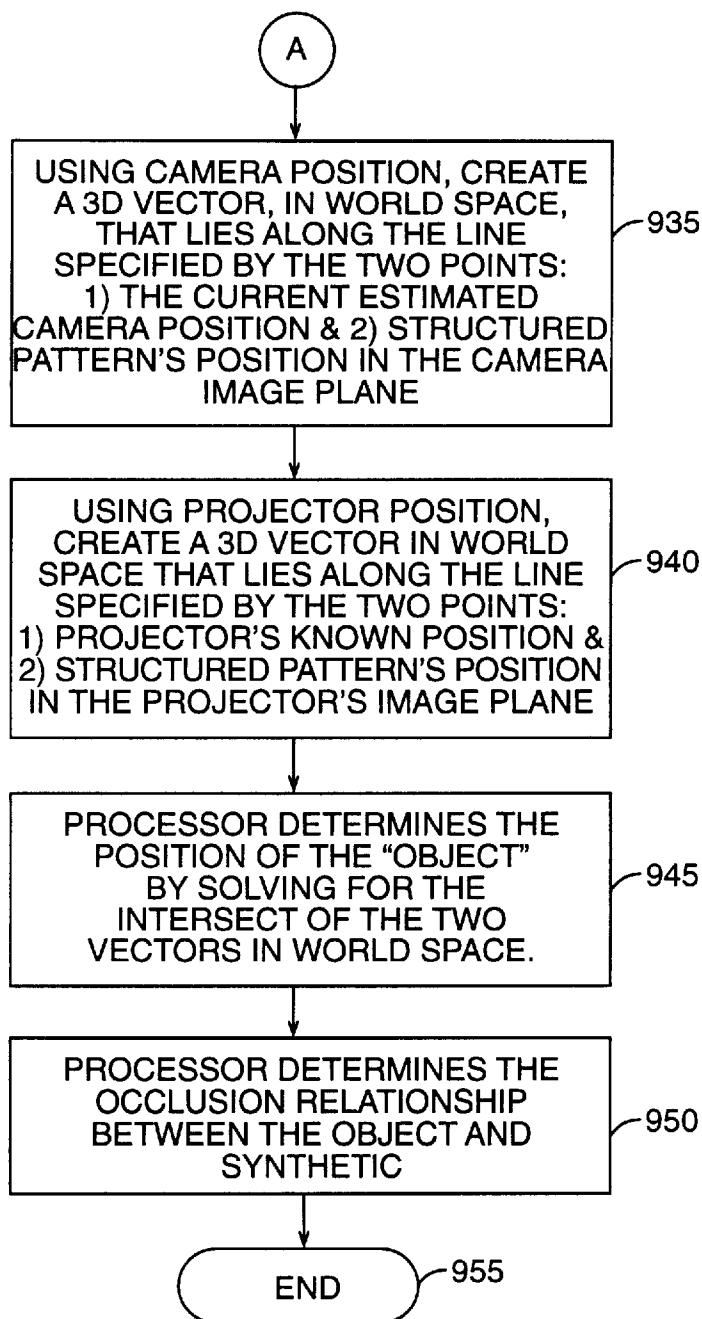 A
USING CAMERA POSITION, CREATE
A 3D VECTOR, IN WORLD SPACE,
THAT LIES ALONG THE LINE
SPECIFIED BY THE TWO POINTS:
1) THE CURRENT ESTIMATED
CAMERA POSITION & 2) STRUCTURED
PATTERN'S POSITION IN THE CAMERA
IMAGE PLANE
935
USING PROJECTOR POSITION,
CREATE A 3D VECTOR IN WORLD
SPACE THAT LIES ALONG THE LINE
SPECIFIED BY THE TWO POINTS:
1) PROJECTOR'S KNOWN POSITION &
2) STRUCTURED PATTERN'S POSITION
IN THE PROJECTOR'S IMAGE PLANE
940
PROCESSOR DETERMINES THE
POSITION OF THE “OBJECT”
BY SOLVING FOR THE
INTERSECT OF THE TWO
VECTORS IN WORLD SPACE.
945
PROCESSOR DETERMINES THE
OCCLUSION RELATIONSHIP
BETWEEN THE OBJECT AND
SYNTHETIC
950
END
955